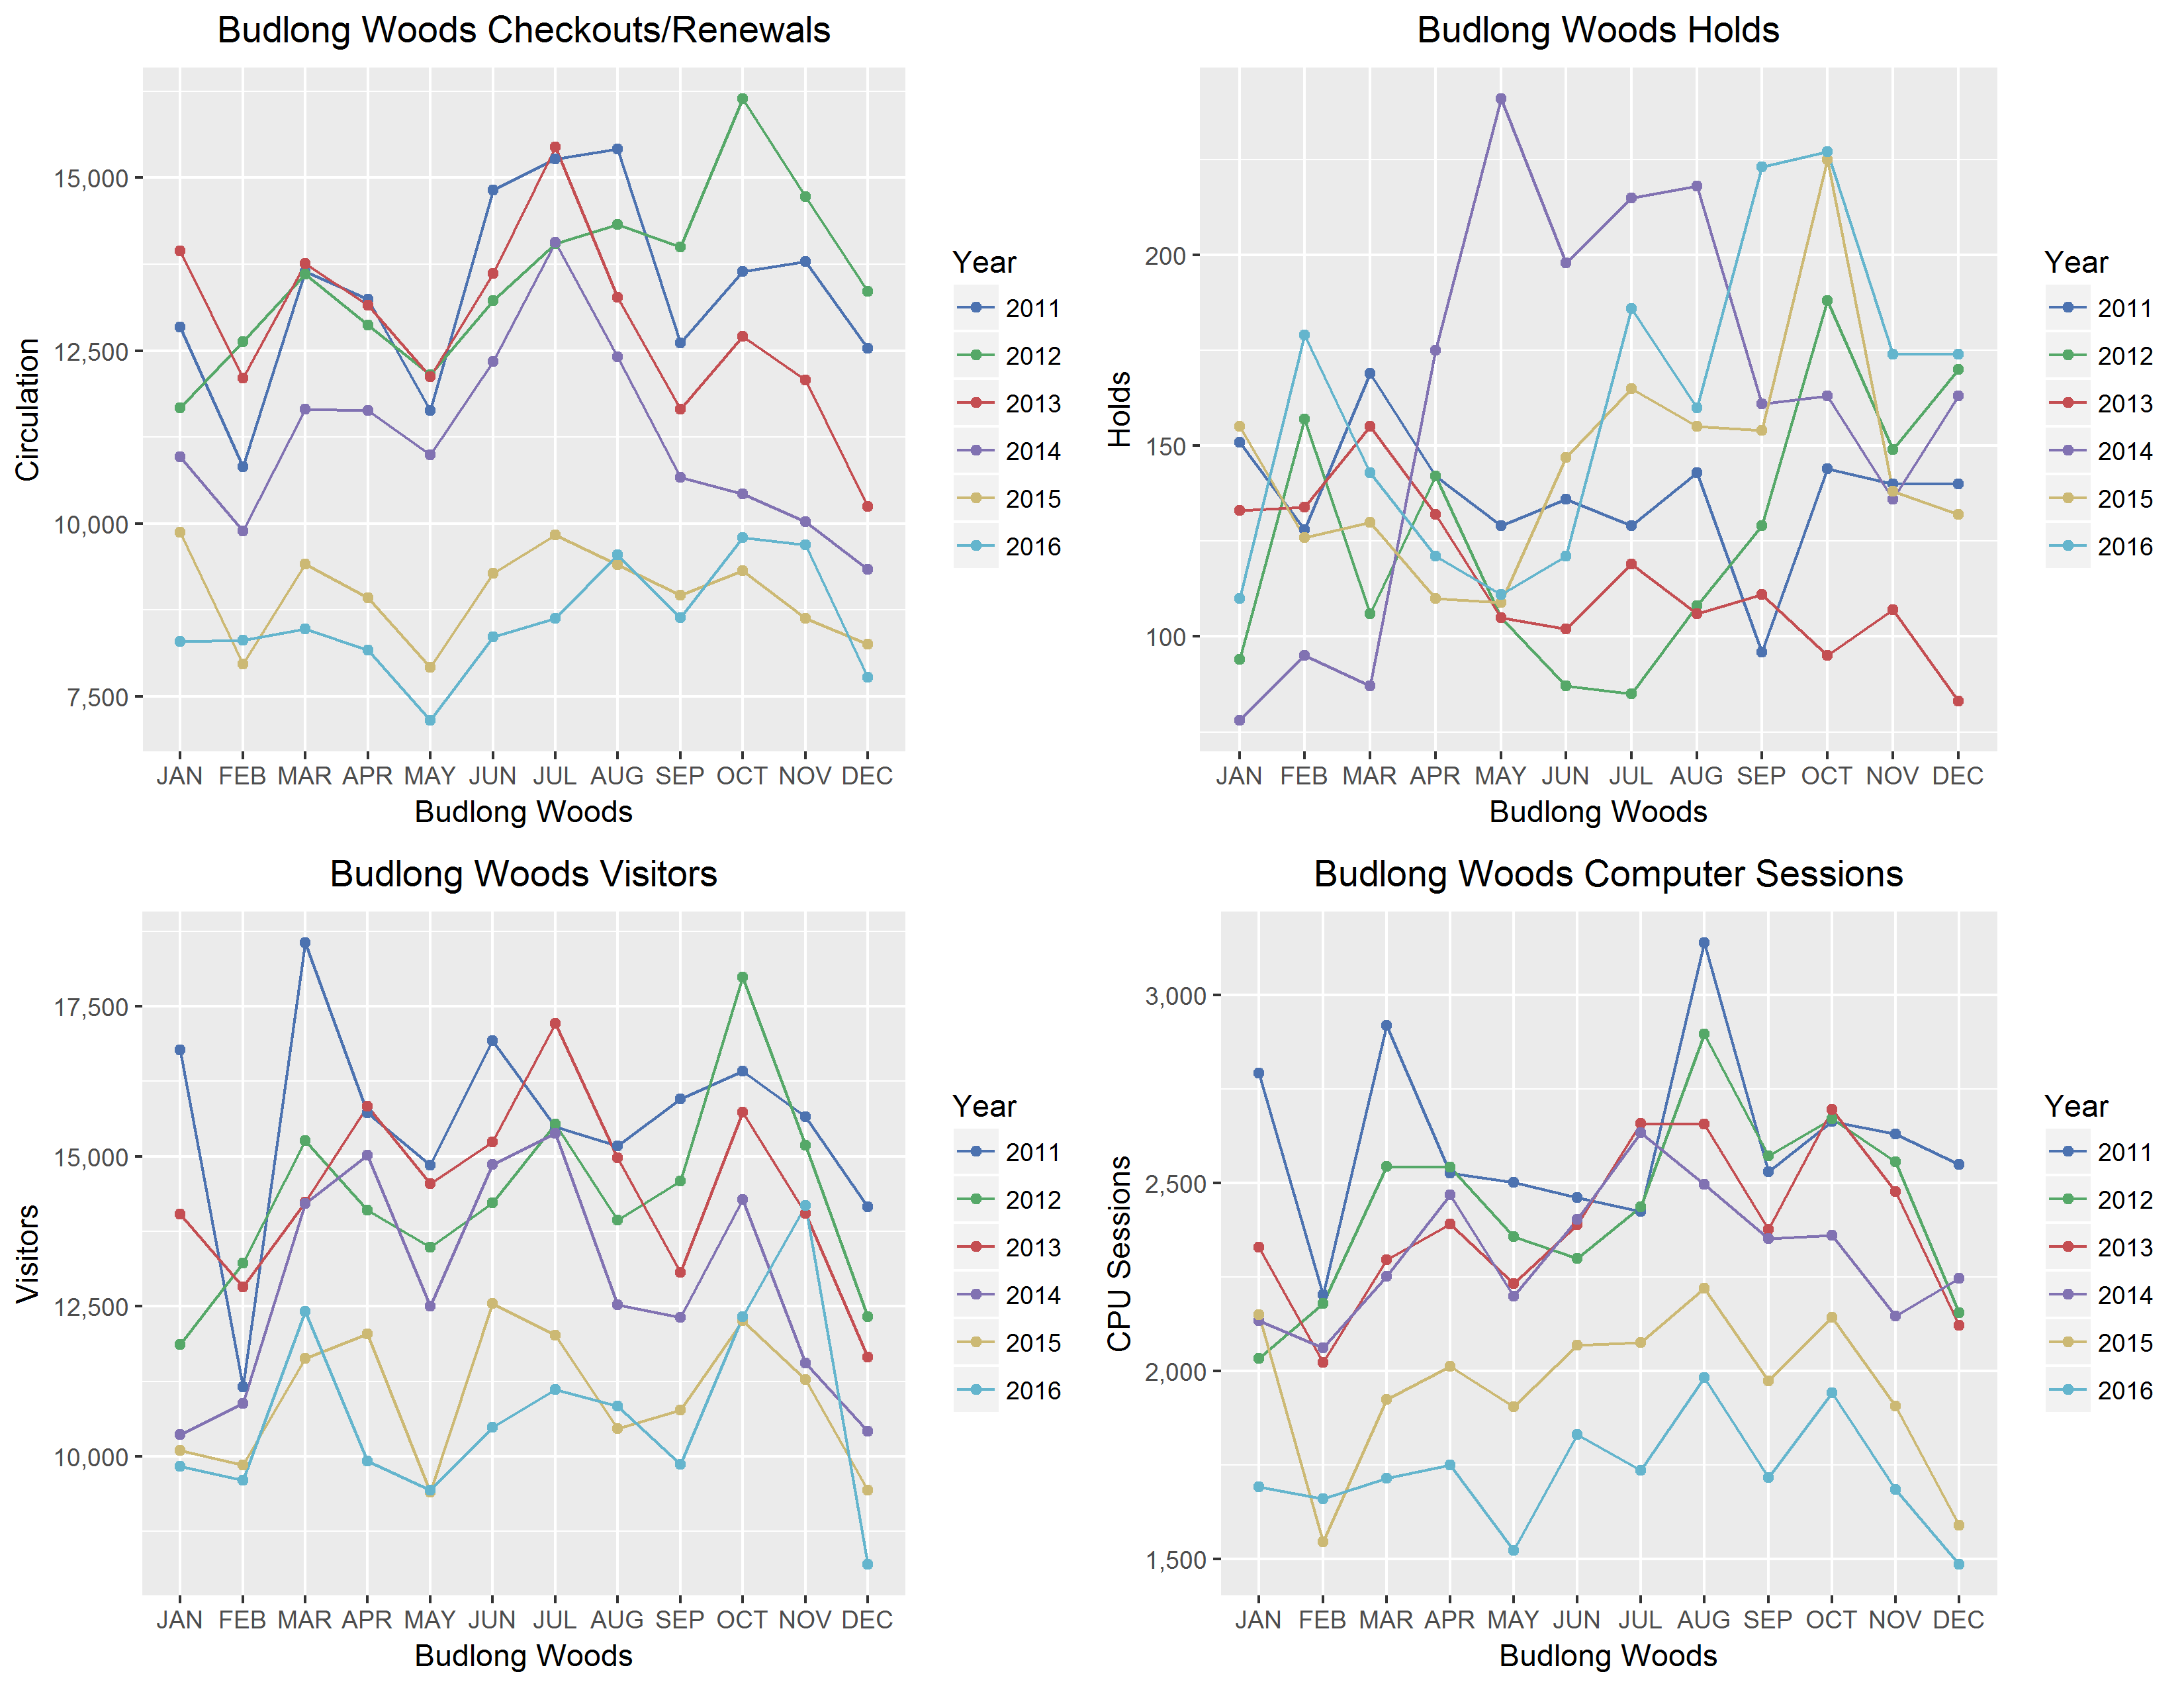 Budlong Woods Checkouts/Renewals
Circulation
15,000
12,500
10,000
7,500
JAN FEB MAR APR MAY JUN JUL AUG SEP OCT NOV DEC
Budlong Woods
Year
2011
2012
2013
2014
2015
2016
Budlong Woods Holds
Holds
200
150
100
JAN FEB MAR APR MAY JUN JUL AUG SEP OCT NOV DEC
Budlong Woods
Year
2011
2012
2013
2014
2015
2016
Budlong Woods Visitors
Visitors
17,500
15,000
12,500
10,000
JAN FEB MAR APR MAY JUN JUL AUG SEP OCT NOV DEC
Budlong Woods
Year
2011
2012
2013
2014
2015
2016
Budlong Woods Computer Sessions
CPU Sessions
3,000
2,500
2,000
1,500
JAN FEB MAR APR MAY JUN JUL AUG SEP OCT NOV DEC
Budlong Woods
Year
2011
2012
2013
2014
2015
2016